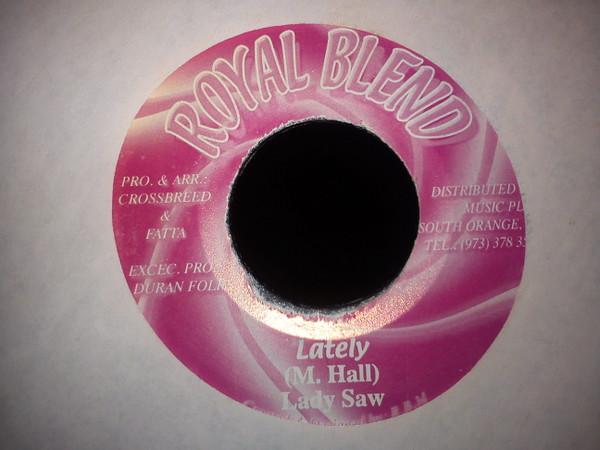 ROYAL BLEND
PRO. & ARR.:
CROSSBREED
&
FATTA
EXCEC. PRO
DURAN FOL
DISTRIBUTED
MUSIC PL
SOUTH ORANGE,
TEL.: (973) 378 3
Lately
(M. Hall)
Lady Saw